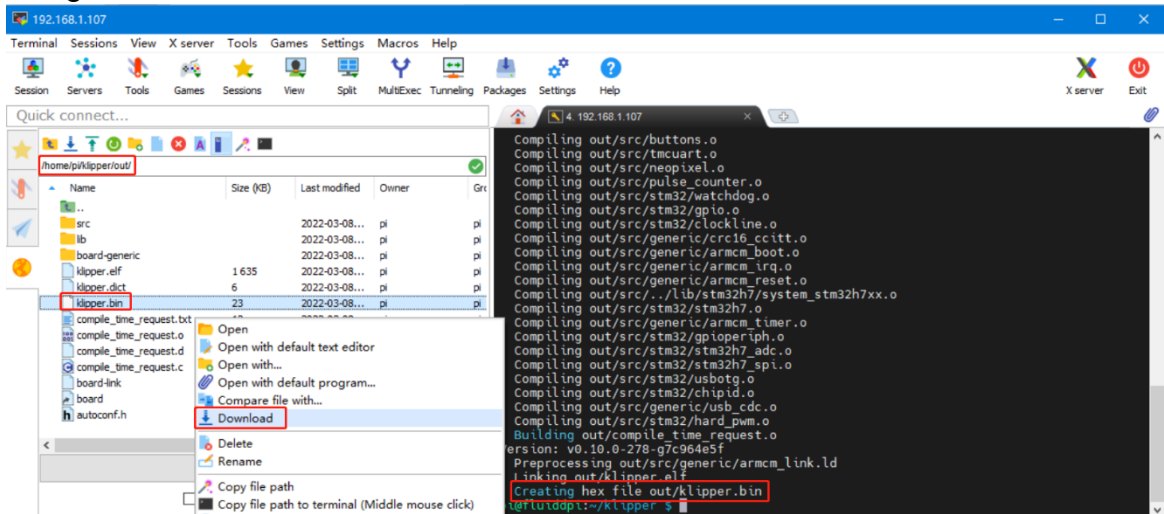 192.168.1.107
Terminal Sessions View X server Tools Games Settings Macros Help
Session Servers Tools Games Sessions View Split MultiExec Tunneling Packages Settings Help X server Exit
Quick connect...
4. 192.168.1.107
/home/pi/klipper/out/
Name Size (KB) Last modified Owner Gro
..
src 2022-03-08... pi pi
lib 2022-03-08... pi pi
board-generic 2022-03-08... pi pi
klipper.elf 1 635 2022-03-08... pi pi
klipper.dict 6 2022-03-08... pi pi
klipper.bin 23 2022-03-08... pi pi
compile_time_request.txt
compile_time_request.o
compile_time_request.d
compile_time_request.c
board-link
board
autoconf.h
Open
Open with default text editor
Open with...
Open with default program...
Compare file with...
Download
Delete
Rename
Copy file path
Copy file path to terminal (Middle mouse click)
Compiling out/src/buttons.o
Compiling out/src/tmcuart.o
Compiling out/src/neopixel.o
Compiling out/src/pulse_counter.o
Compiling out/src/stm32/watchdog.o
Compiling out/src/stm32/gpio.o
Compiling out/src/stm32/clockline.o
Compiling out/src/generic/crc16_ccitt.o
Compiling out/src/generic/armcm_boot.o
Compiling out/src/generic/armcm_irq.o
Compiling out/src/generic/armcm_reset.o
Compiling out/src/../lib/stm32h7/system_stm32h7xx.o
Compiling out/src/stm32/stm32h7.o
Compiling out/src/generic/armcm_timer.o
Compiling out/src/stm32/gpioperiph.o
Compiling out/src/stm32/stm32h7_adc.o
Compiling out/src/stm32/stm32h7_spi.o
Compiling out/src/stm32/usbotg.o
Compiling out/src/stm32/chipid.o
Compiling out/src/generic/usb_cdc.o
Compiling out/src/stm32/hard_pwm.o
Building out/compile_time_request.o
ersion: v0.10.0-278-g7c964e5f
Preprocessing out/src/generic/armcm_link.ld
Linking out/klipper.elf
Creating hex file out/klipper.bin
i@fluiddpi:~/klipper $